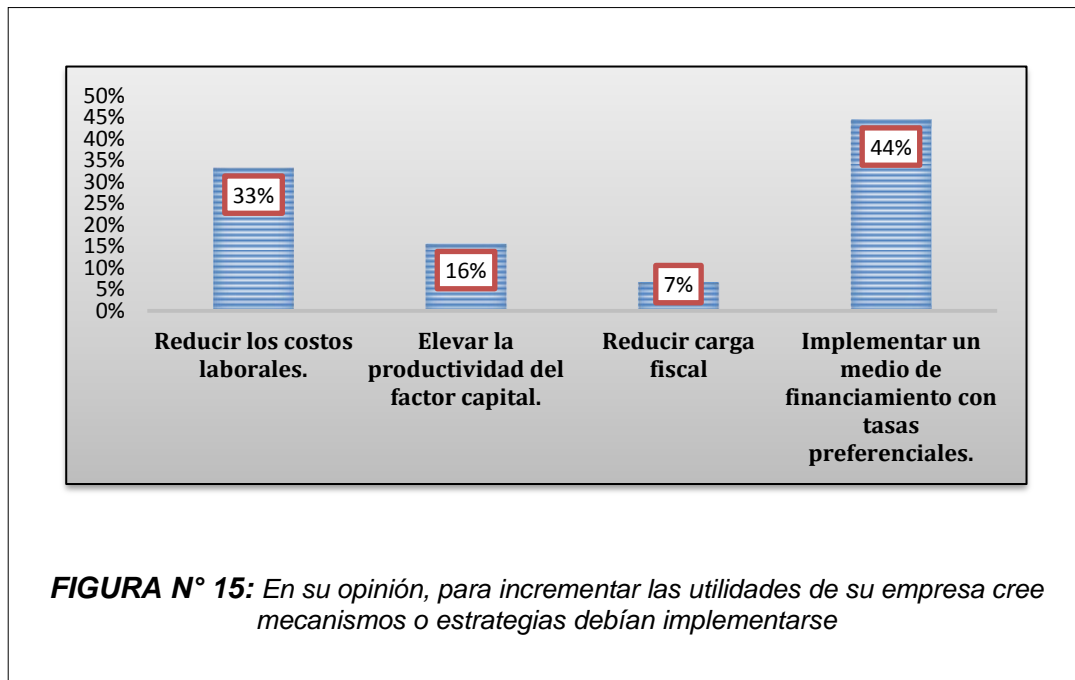 50%
45%
40%
35%
30%
25%
20%
15%
10%
5%
0%
33%
16%
7%
44%
Reducir los costos
laborales.
Elevar la
productividad del
factor capital.
Reducir carga
fiscal
Implementar un
medio de
financiamiento con
tasas
preferenciales.
FIGURA N° 15: En su opinión, para incrementar las utilidades de su empresa cree
mecanismos o estrategias debían implementarse